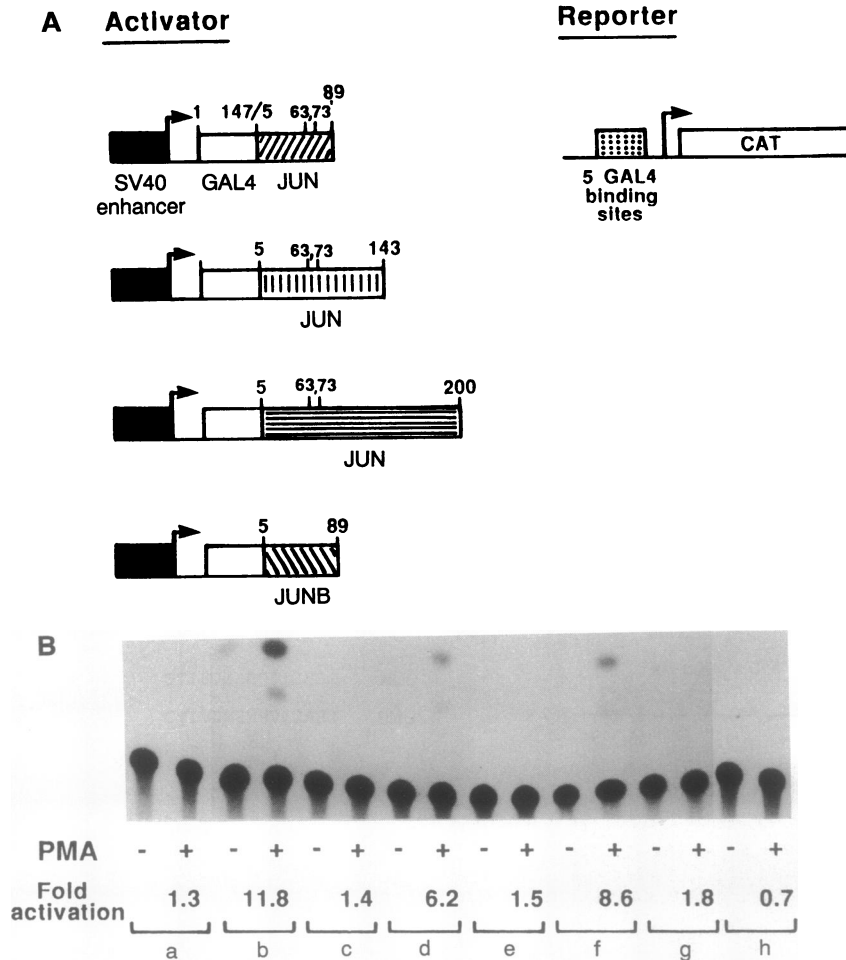 A Activator Reporter
1 147/5 63,73 89
SV40 enhancer GAL4 JUN
CAT
5 GAL4
binding
sites
5 63,73 143
JUN
5 63,73 200
JUN
5 89
JUNB
B
PMA - + - + - + - + - + - + - + - +
Fold activation 1.3 11.8 1.4 6.2 1.5 8.6 1.8 0.7
a b c d e f g h